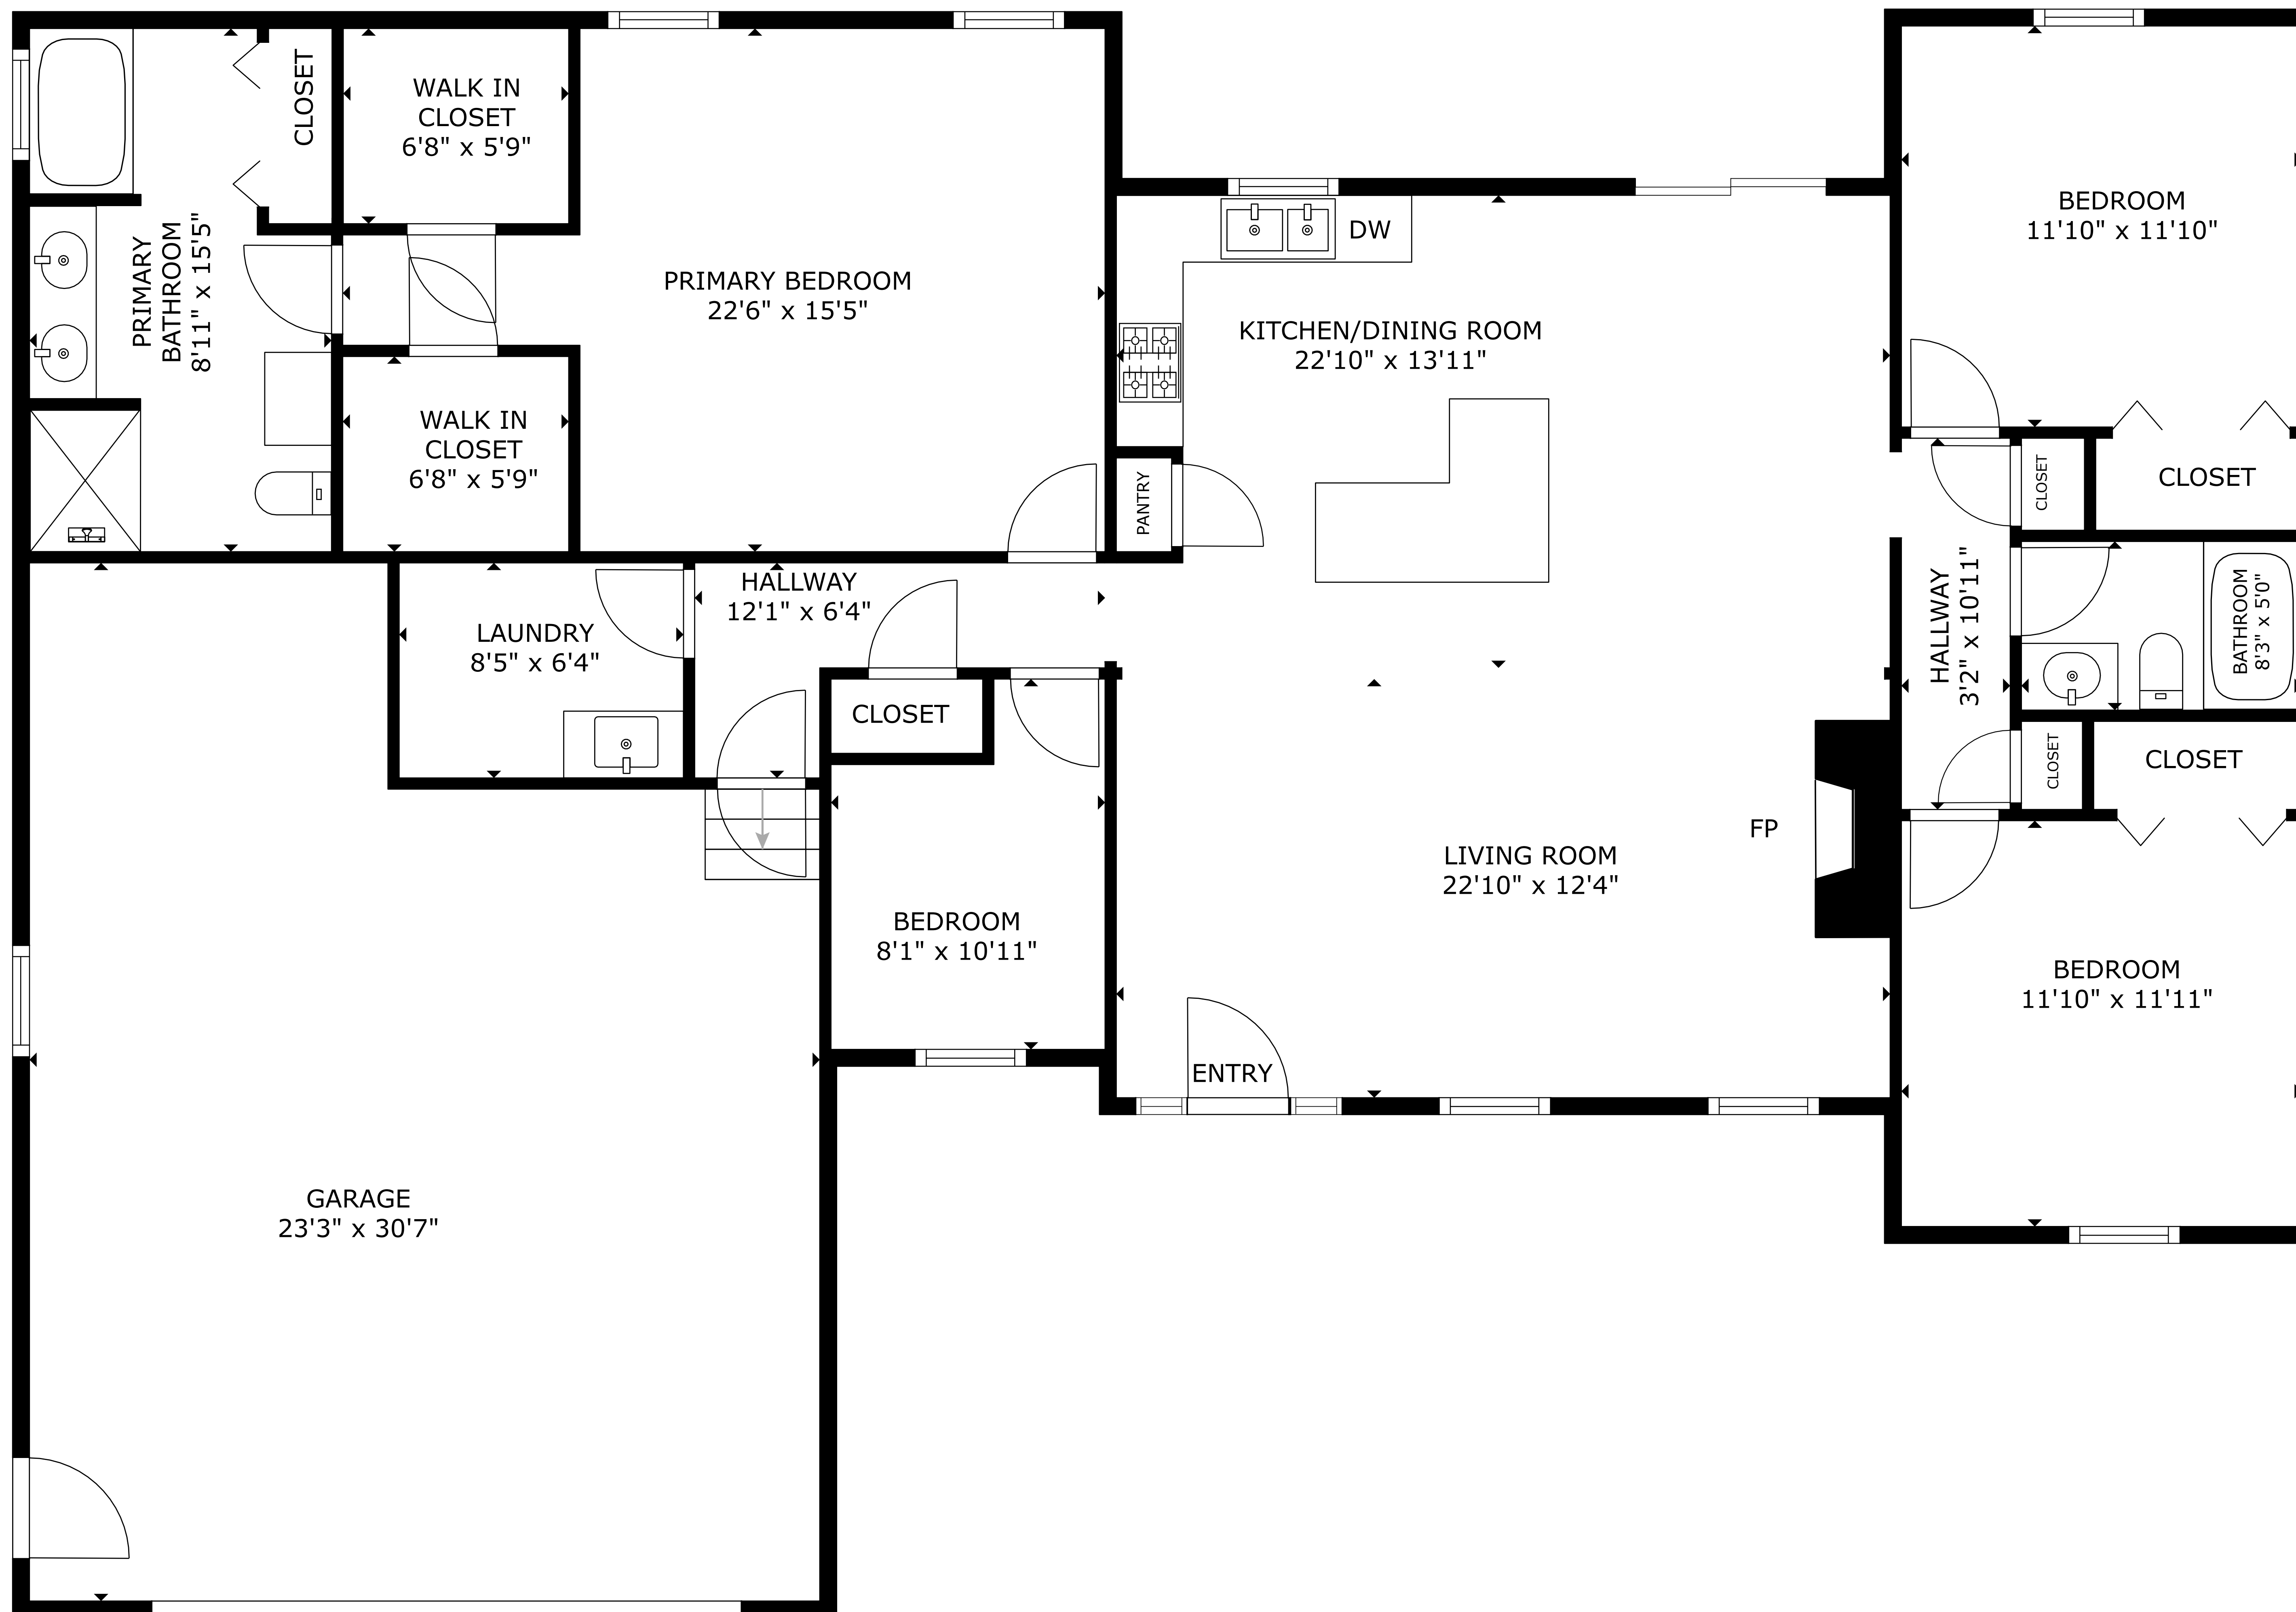 CLOSET
WALK IN
CLOSET
6'8" x 5'9"
PRIMARY
BATHROOM
8'11" x 15'5"
PRIMARY BEDROOM
22'6" x 15'5"
WALK IN
CLOSET
6'8" x 5'9"
DW
KITCHEN/DINING ROOM
22'10" x 13'11"
PANTRY
BEDROOM
11'10" x 11'10"
CLOSET
CLOSET
HALLWAY
12'1" x 6'4"
LAUNDRY
8'5" x 6'4"
CLOSET
HALLWAY
3'2" x 10'11"
BATHROOM
8'3" x 5'0"
CLOSET
CLOSET
FP
LIVING ROOM
22'10" x 12'4"
BEDROOM
8'1" x 10'11"
BEDROOM
11'10" x 11'11"
ENTRY
GARAGE
23'3" x 30'7"